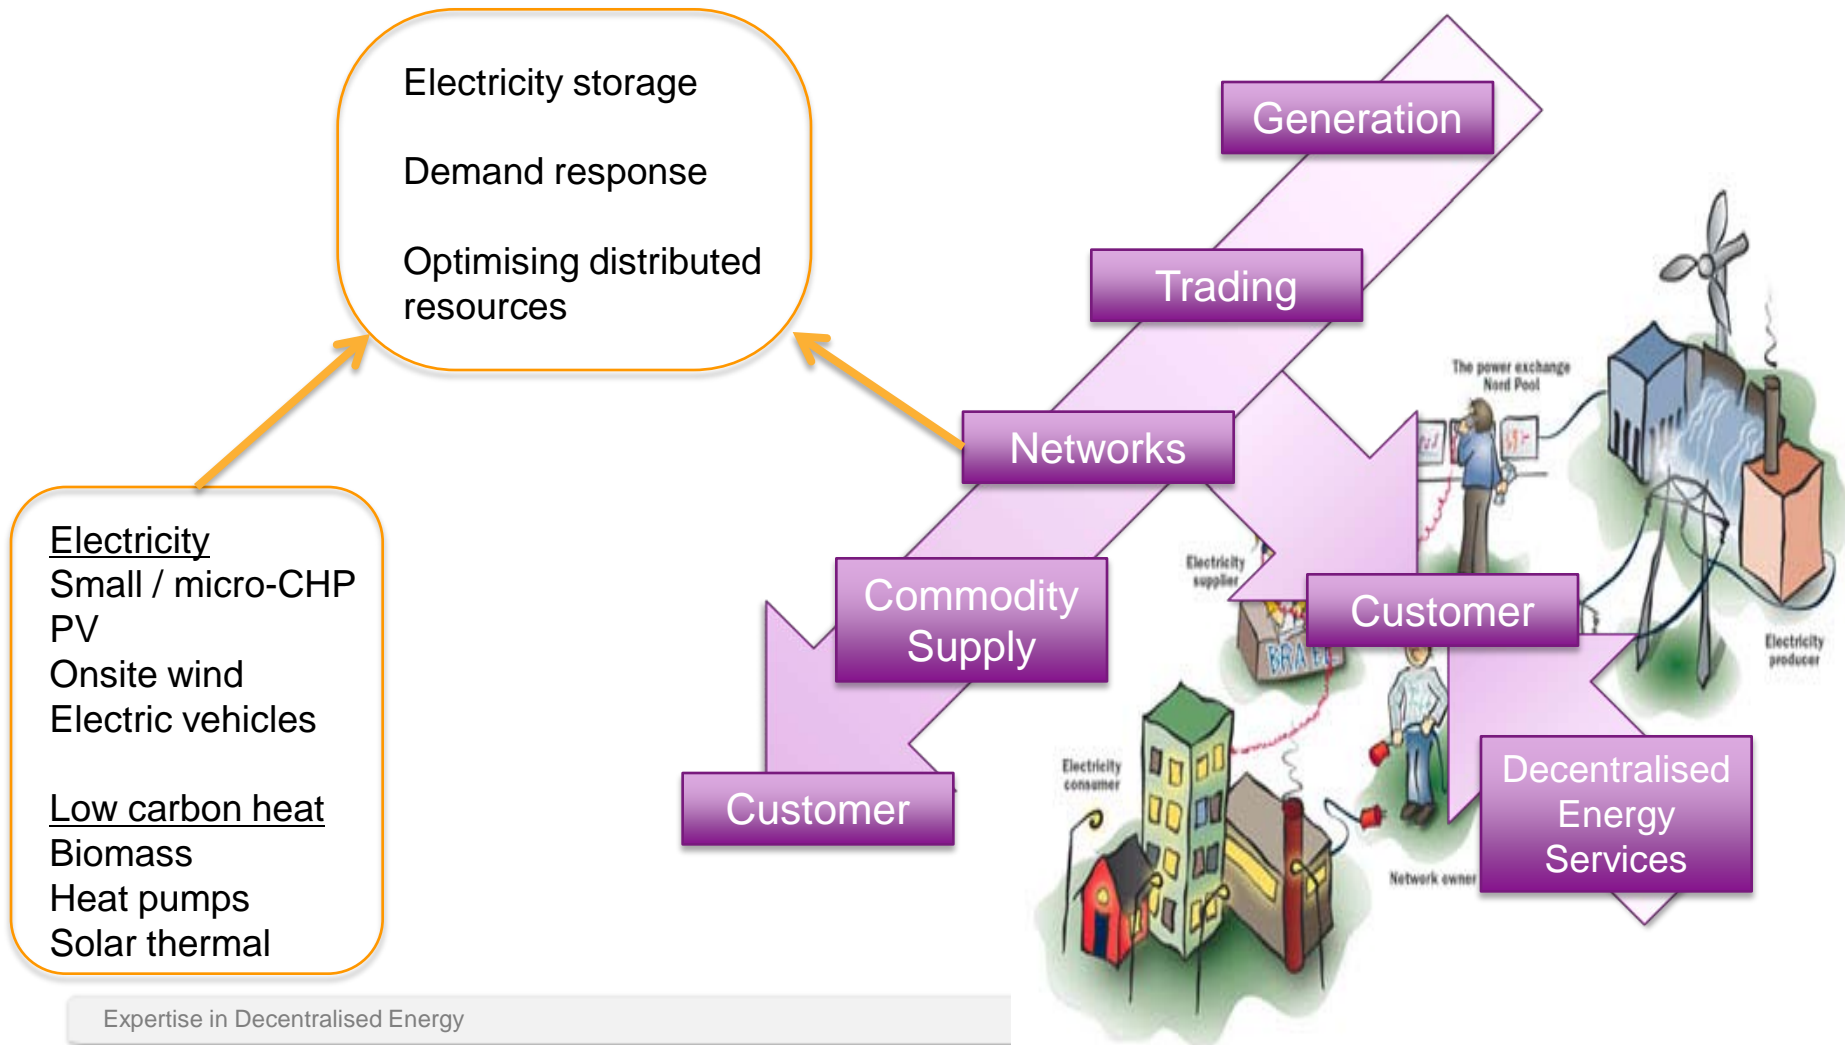 Electricity storage
Demand response
Optimising distributed
resources
Generation
Trading
The power exchange
Nord Pool
Networks
Electricity
Small / micro-CHP
PV
Onsite wind
Electric vehicles
Low carbon heat
Biomass
Heat pumps
Solar thermal
Electricity
supplier
Commodity
Supply
Customer
BRA EL
Electricity
producer
Electricity
consumer
Customer
Decentralised
Energy
Services
Network owner
Expertise in Decentralised Energy